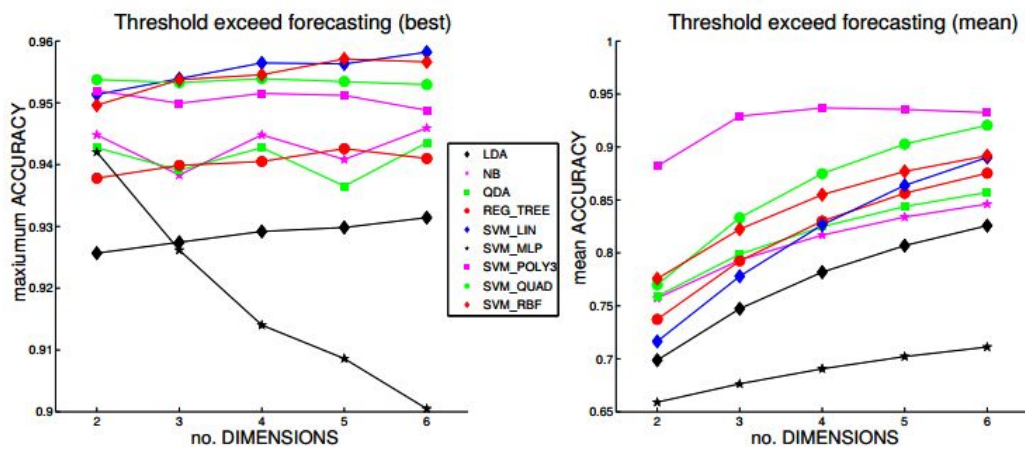 Threshold exceed forecasting (best)
maxiumum ACCURACY
0.96
0.95
0.94
0.93
0.92
0.91
0.9
2 3 4 5 6
no. DIMENSIONS
LDA
NB
QDA
REG_TREE
SVM_LIN
SVM_MLP
SVM_POLY3
SVM_QUAD
SVM_RBF
Threshold exceed forecasting (mean)
mean ACCURACY
1
0.95
0.9
0.85
0.8
0.75
0.7
0.65
2 3 4 5 6
no. DIMENSIONS